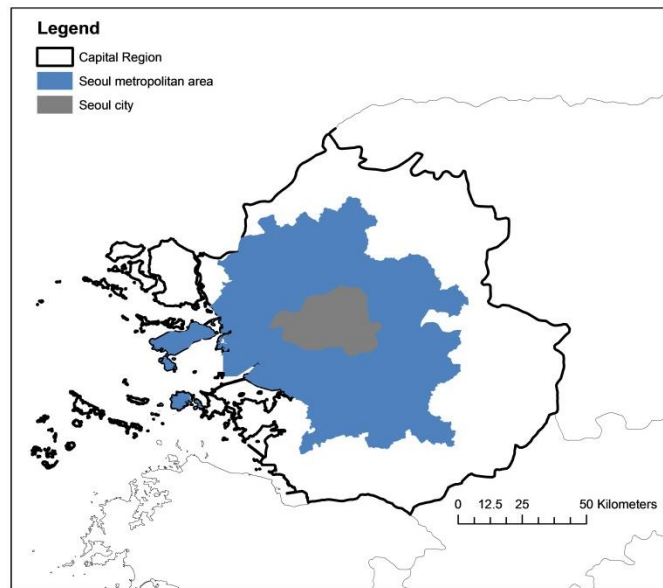 Legend
Capital Region
Seoul metropolitan area
Seoul city
0 12.5 25 50 Kilometers